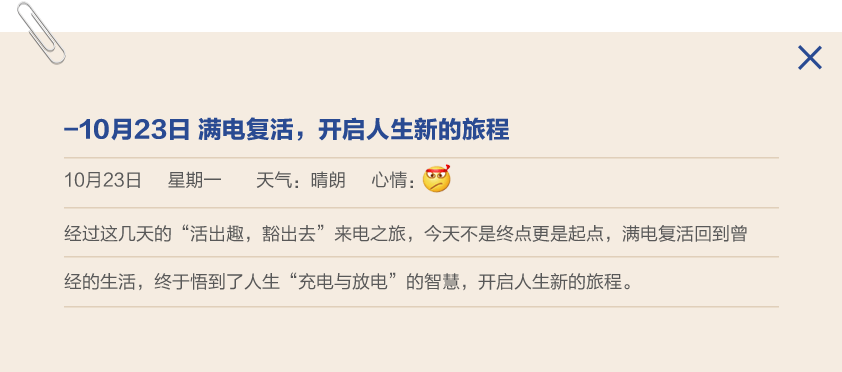 -10月23日 满电复活，开启人生新的旅程
10月23日 星期一 天气：晴朗 心情：
经过这几天的“活出趣，豁出去”来电之旅，今天不是终点更是起点，满电复活回到曾
经的生活，终于悟到了人生“充电与放电”的智慧，开启人生新的旅程。